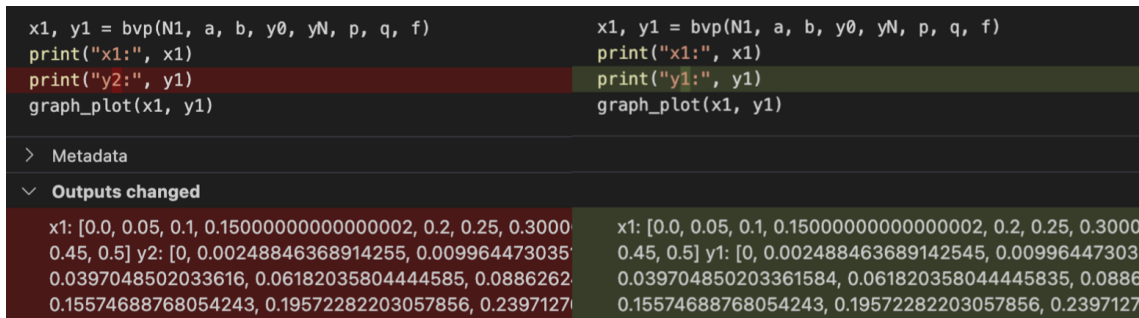 x1, y1 = bvp(N1, a, b, y0, yN, p, q, f)
print("x1:", x1)
print("y2:", y1)
graph_plot(x1, y1)
x1, y1 = bvp(N1, a, b, y0, yN, p, q, f)
print("x1:", x1)
print("y1:", y1)
graph_plot(x1, y1)
Metadata
Outputs changed
x1: [0.0, 0.05, 0.1, 0.15000000000000002, 0.2, 0.25, 0.3000
0.45, 0.5] y2: [0, 0.00248846368914255, 0.0099644730351
0.0397048502033616, 0.06182035804444585, 0.0886262
0.15574688768054243, 0.19572282203057856, 0.2397127
x1: [0.0, 0.05, 0.1, 0.15000000000000002, 0.2, 0.25, 0.3000
0.45, 0.5] y1: [0, 0.002488463689142545, 0.00996447303
0.039704850203361584, 0.061820358044445835, 0.0886
0.15574688768054243, 0.19572282203057856, 0.2397127